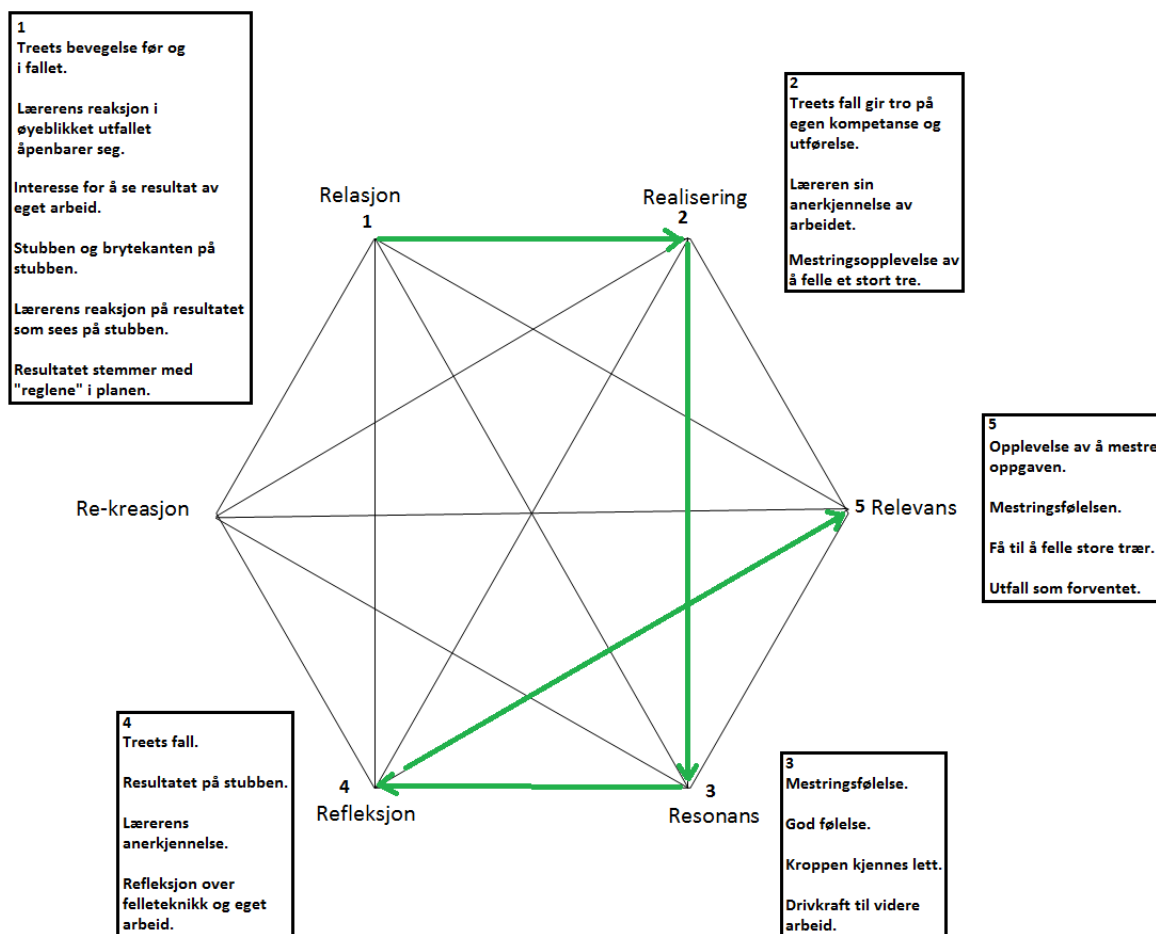 1
Treets bevegelse før og
i fallet.
Lærerens reaksjon i
øyeblikket utfallet
åpenbarer seg.
Interesse for å se resultat av
eget arbeid.
Stubben og brytekanten på
stubben.
Lærerens reaksjon på resultatet
som sees på stubben.
Resultatet stemmer med
"reglene" i planen.
2
Treets fall gir tro på
egen kompetanse og
utførelse.
Læreren sin
anerkjennelse av
arbeidet.
Mestringsopplevelse av
å felle et stort tre.
Relasjon
1
Realisering
2
5
Opplevelse av å mestre
oppgaven.
Mestringsfølelsen.
Få til å felle store trær.
Utfall som forventet.
Re-kreasjon
5 Relevans
4
Treets fall.
Resultatet på stubben.
Lærerens
anerkjennelse.
Refleksjon over
felleteknikk og eget
arbeid.
4
Refleksjon
3
Resonans
3
Mestringsfølelse.
God følelse.
Kroppen kjennes lett.
Drivkraft til videre
arbeid.